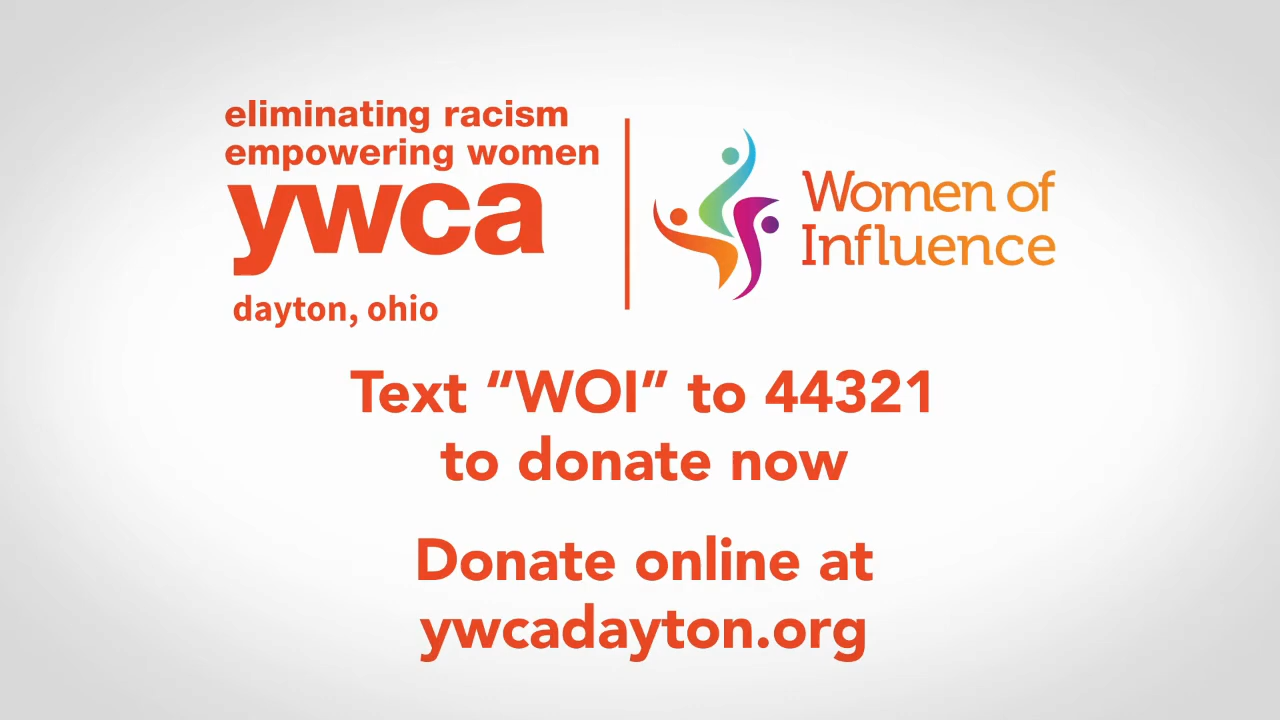 eliminating racism
empowering women
ywca
dayton, ohio
Women of
Influence
Text “WOI” to 44321
to donate now
Donate online at
ywcadayton.org